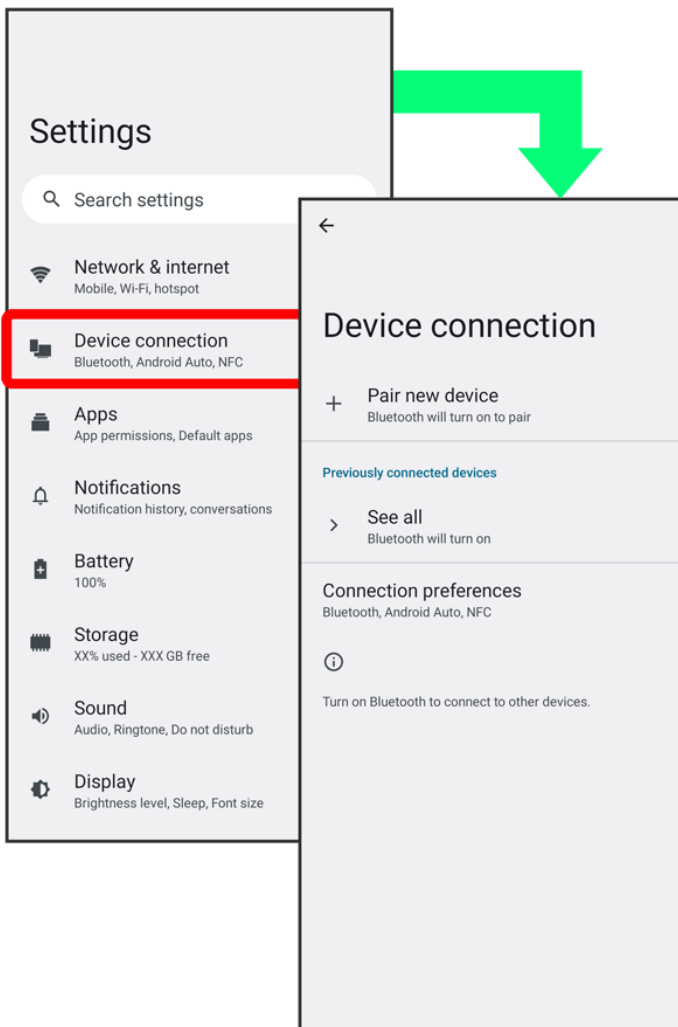 Settings
Search settings
Network & internet
Mobile, Wi-Fi, hotspot
Device connection
Bluetooth, Android Auto, NFC
Apps
App permissions, Default apps
Notifications
Notification history, conversations
Battery
100%
Storage
XX% used - XXX GB free
Sound
Audio, Ringtone, Do not disturb
Display
Brightness level, Sleep, Font size
Device connection
Pair new device
Bluetooth will turn on to pair
Previously connected devices
See all
Bluetooth will turn on
Connection preferences
Bluetooth, Android Auto, NFC
Turn on Bluetooth to connect to other devices.